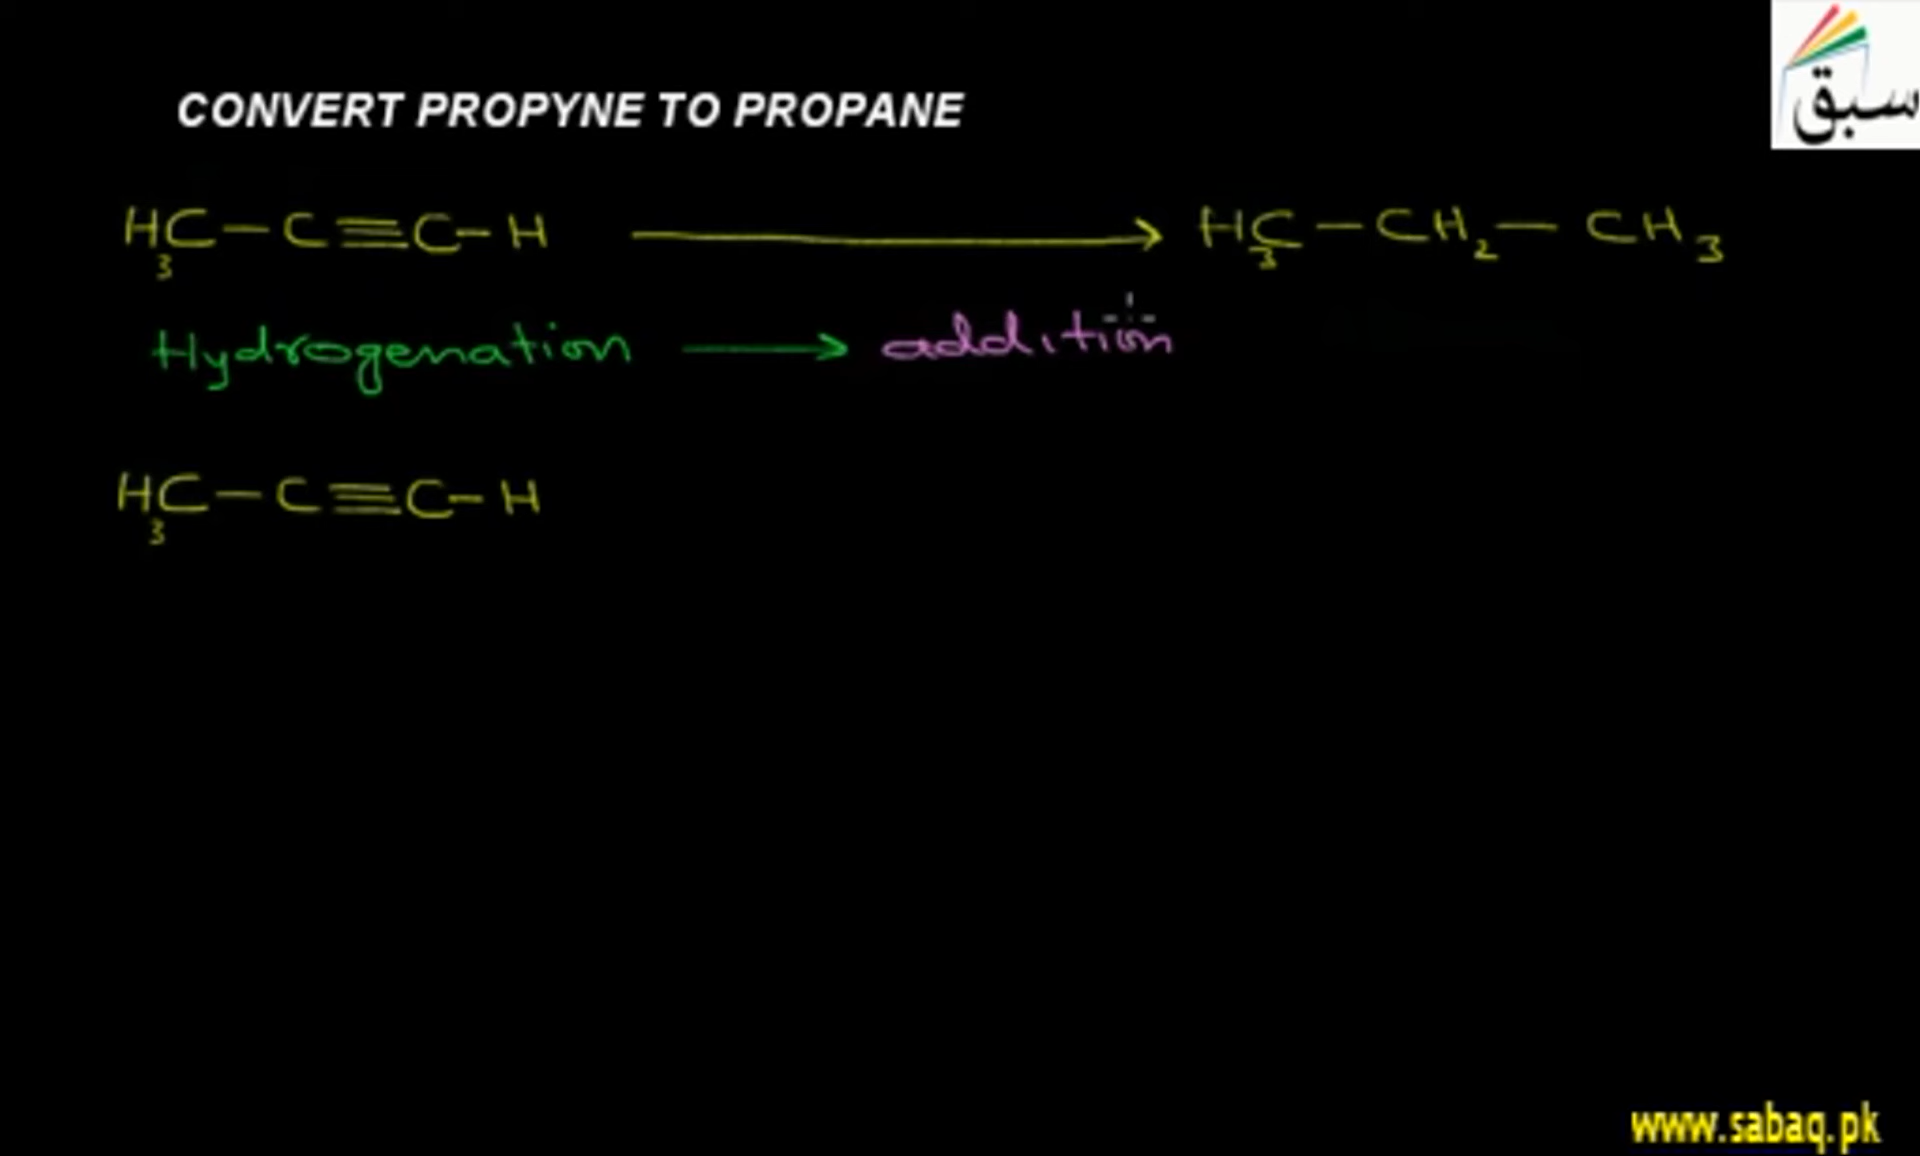 سبق
CONVERT PROPYNE TO PROPANE
H₃C – C ≡ C – H ⟶ H₃C – CH₂ – CH₃
Hydrogenation ⟶ addition
H₃C – C ≡ C – H
www.sabaq.pk